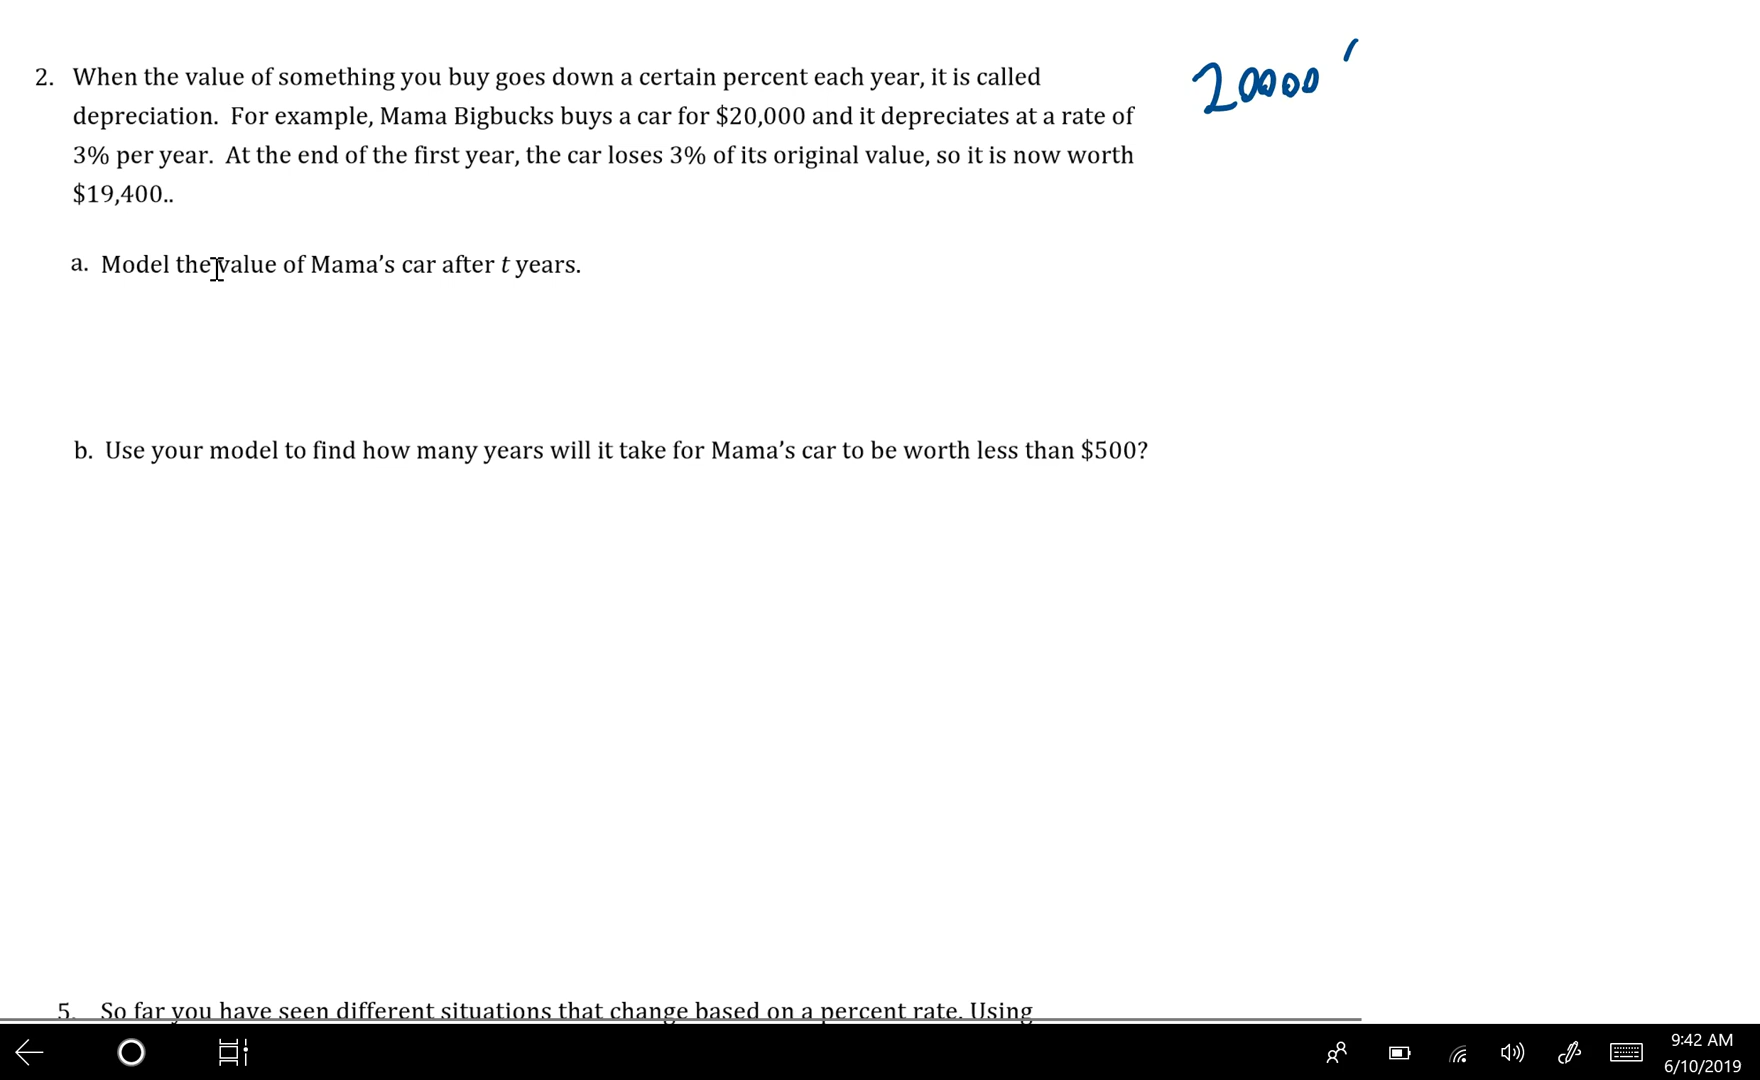 2. When the value of something you buy goes down a certain percent each year, it is called
depreciation. For example, Mama Bigbucks buys a car for $20,000 and it depreciates at a rate of
3% per year. At the end of the first year, the car loses 3% of its original value, so it is now worth
$19,400..
20000
a. Model the value of Mama’s car after t years.
b. Use your model to find how many years will it take for Mama’s car to be worth less than $500?
5. So far you have seen different situations that change based on a percent rate. Using
9:42 AM
6/10/2019